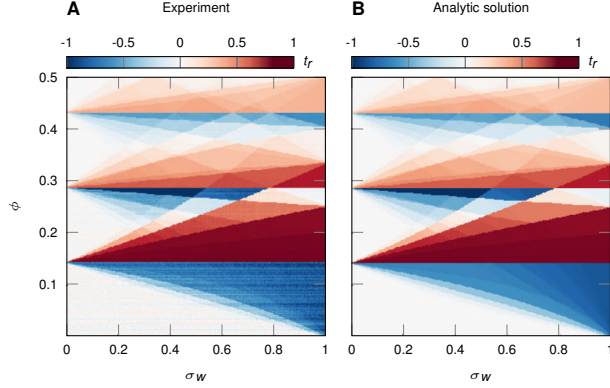 A Experiment
-1 -0.5 0 0.5 1 t_r
0.5
0.4
0.3
ϕ
0.2
0.1
0 0.2 0.4 0.6 0.8 1
σ_w
B Analytic solution
-1 -0.5 0 0.5 1 t_r
0 0.2 0.4 0.6 0.8 1
σ_w